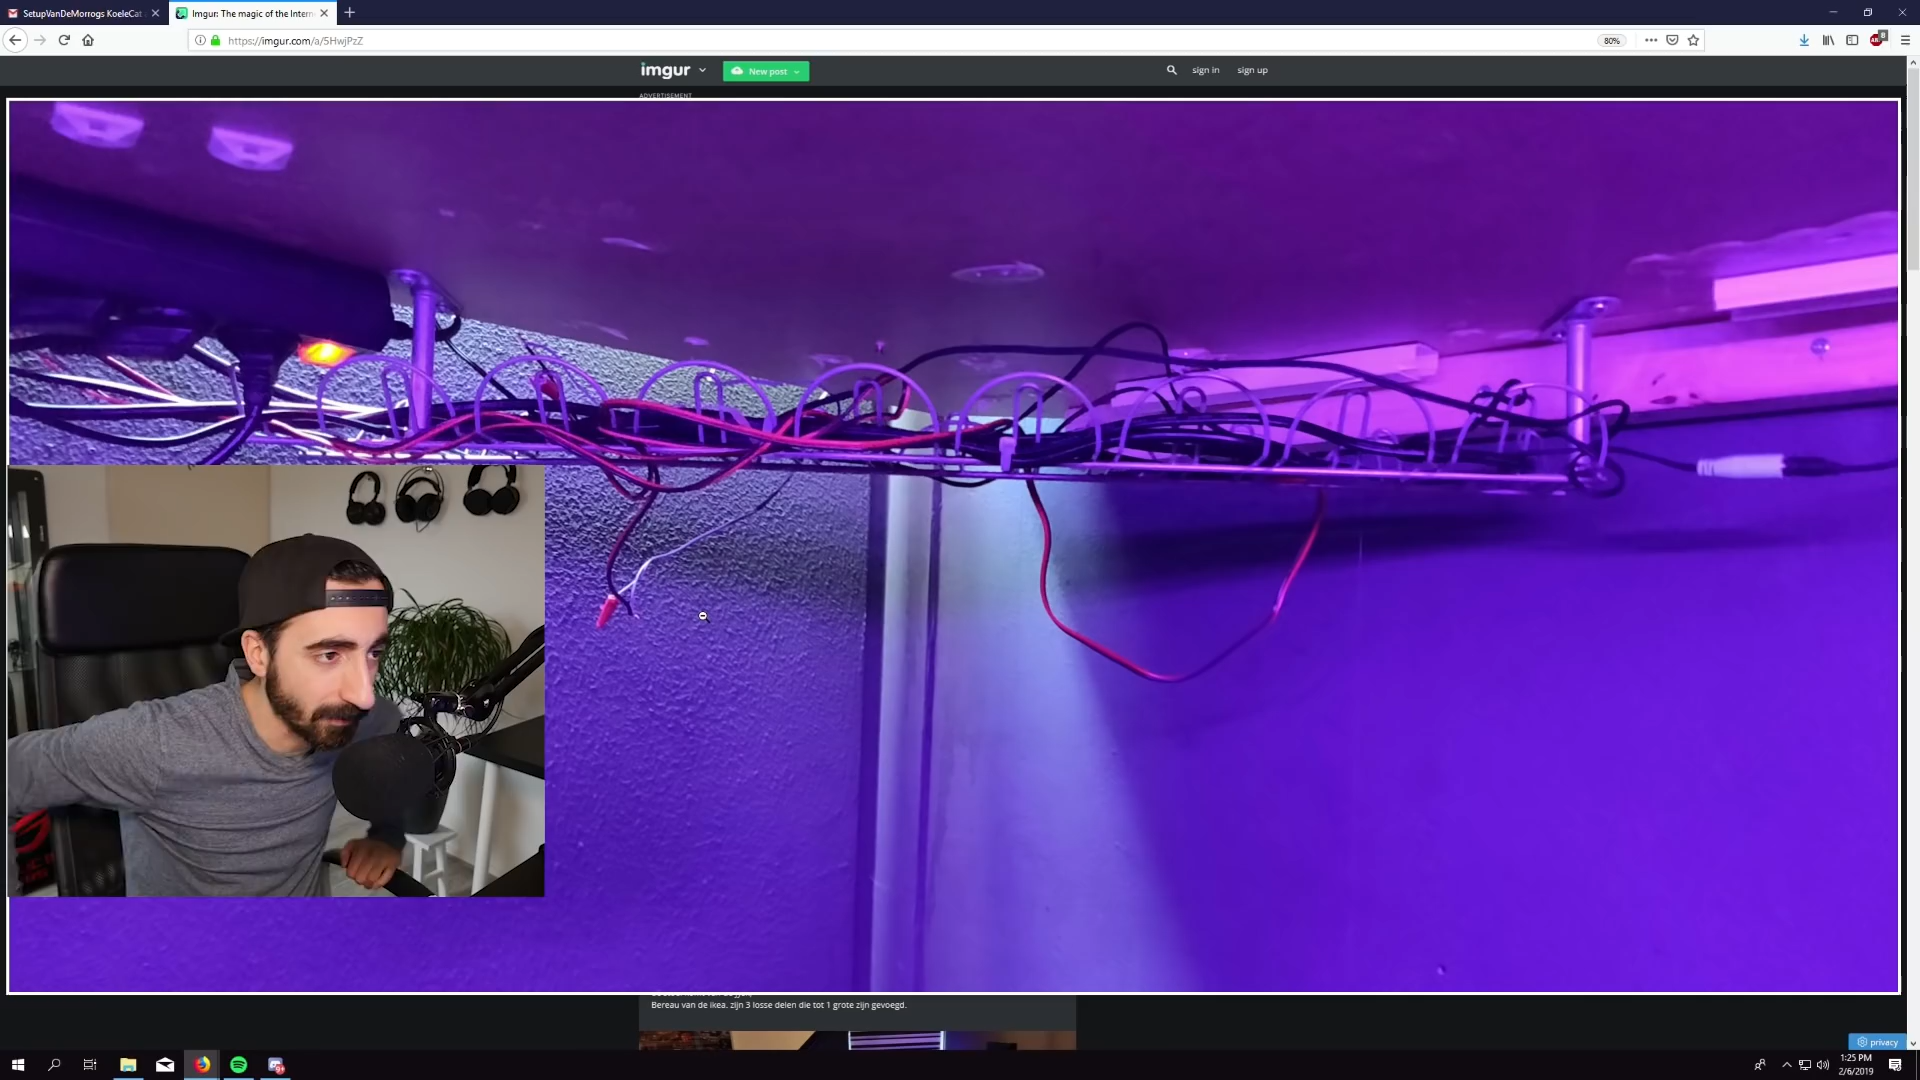 SetupVanDeMorrogs KoeleCat
Imgur: The magic of the Intern
https://imgur.com/a/5HwjPzZ
80%
8
imgur
New post
sign in
sign up
ADVERTISEMENT
Bereau van de ikea. zijn 3 losse delen die tot 1 grote zijn gevoegd.
privacy
1:25 PM
2/6/2019